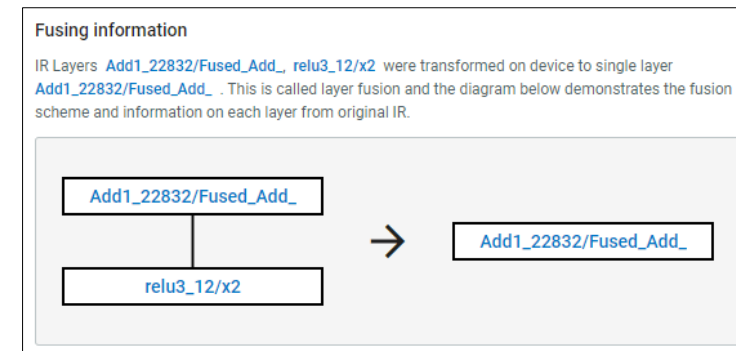 Fusing information
IR Layers Add1_22832/Fused_Add_, relu3_12/x2 were transformed on device to single layer
Add1_22832/Fused_Add_ . This is called layer fusion and the diagram below demonstrates the fusion
scheme and information on each layer from original IR.
Add1_22832/Fused_Add_
relu3_12/x2
Add1_22832/Fused_Add_